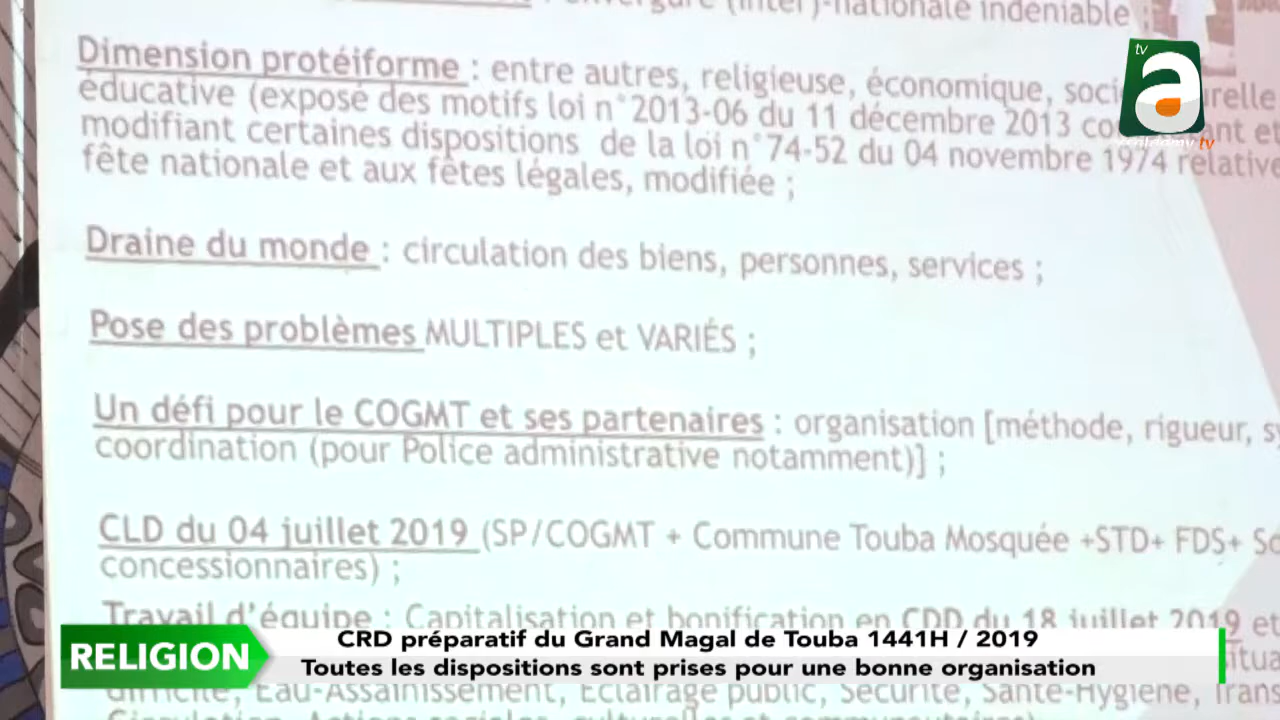 (inter)-nationale indéniable ;
Dimension protéiforme : entre autres, religieuse, économique,
éducative (exposé des motifs loi n°2013-06 du 11 décembre 2013
modifiant certaines dispositions de la loi n°74-52 du 04 novembre 1974 relative
fête nationale et aux fêtes légales, modifiée ;
Draine du monde : circulation des biens, personnes, services ;
Pose des problèmes MULTIPLES et VARIÉS ;
Un défi pour le COGMT et ses partenaires : organisation [méthode, rigueur,
coordination (pour Police administrative notamment)] ;
CLD du 04 juillet 2019 (SP/COGMT + Commune Touba Mosquée +STD+ FDS+
concessionnaires) ;
Travail d'équipe : Capitalisation et bonification en CDD du 18 juillet 2019 et
difficile, Eau-Assainissement, Eclairage public, Sécurité, Santé-Hygiène,
tv
a
tv
RELIGION
CRD préparatif du Grand Magal de Touba 1441H / 2019
Toutes les dispositions sont prises pour une bonne organisation